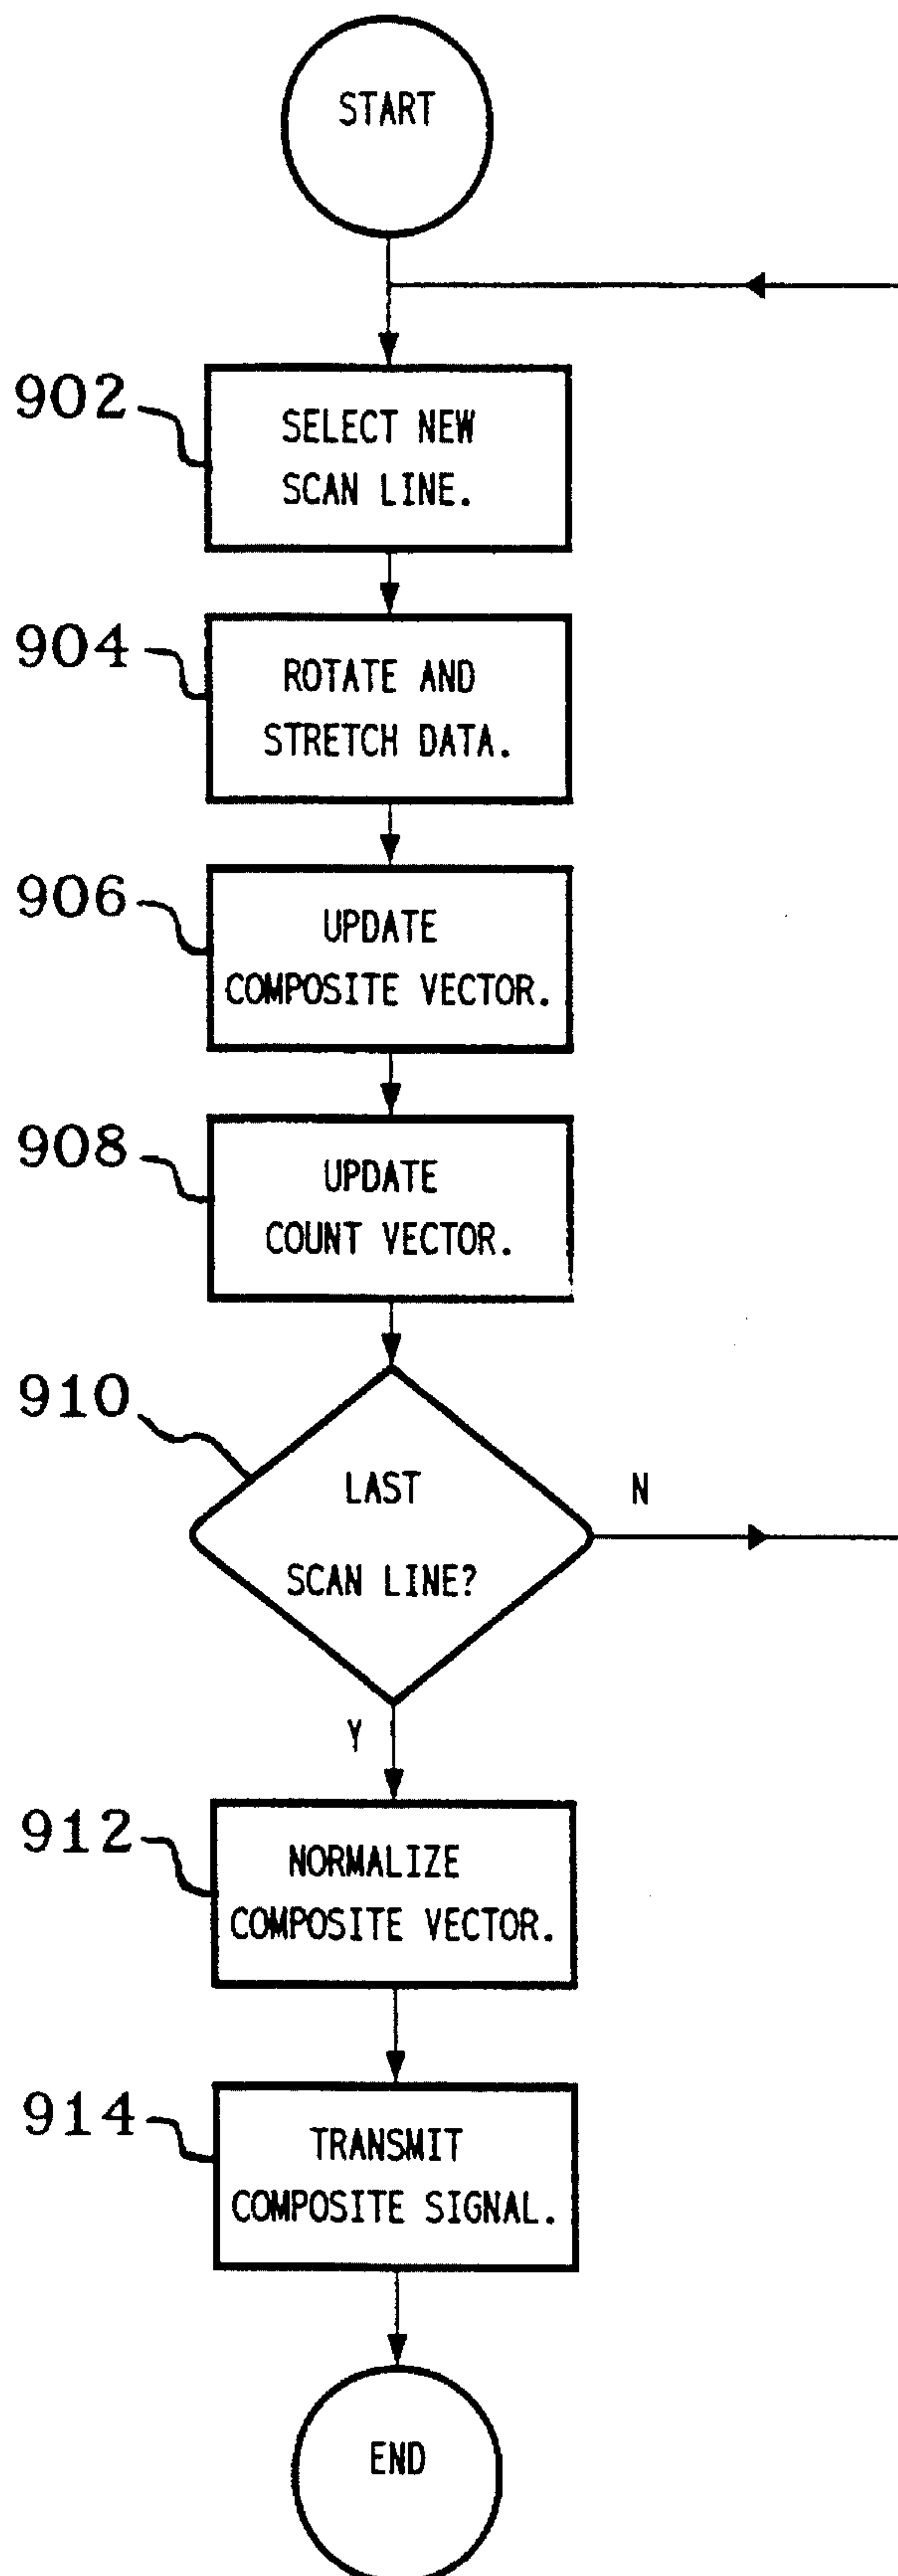 START
902
SELECT NEW
SCAN LINE.
904
ROTATE AND
STRETCH DATA.
906
UPDATE
COMPOSITE VECTOR.
908
UPDATE
COUNT VECTOR.
910
LAST
SCAN LINE?
N
Y
912
NORMALIZE
COMPOSITE VECTOR.
914
TRANSMIT
COMPOSITE SIGNAL.
END